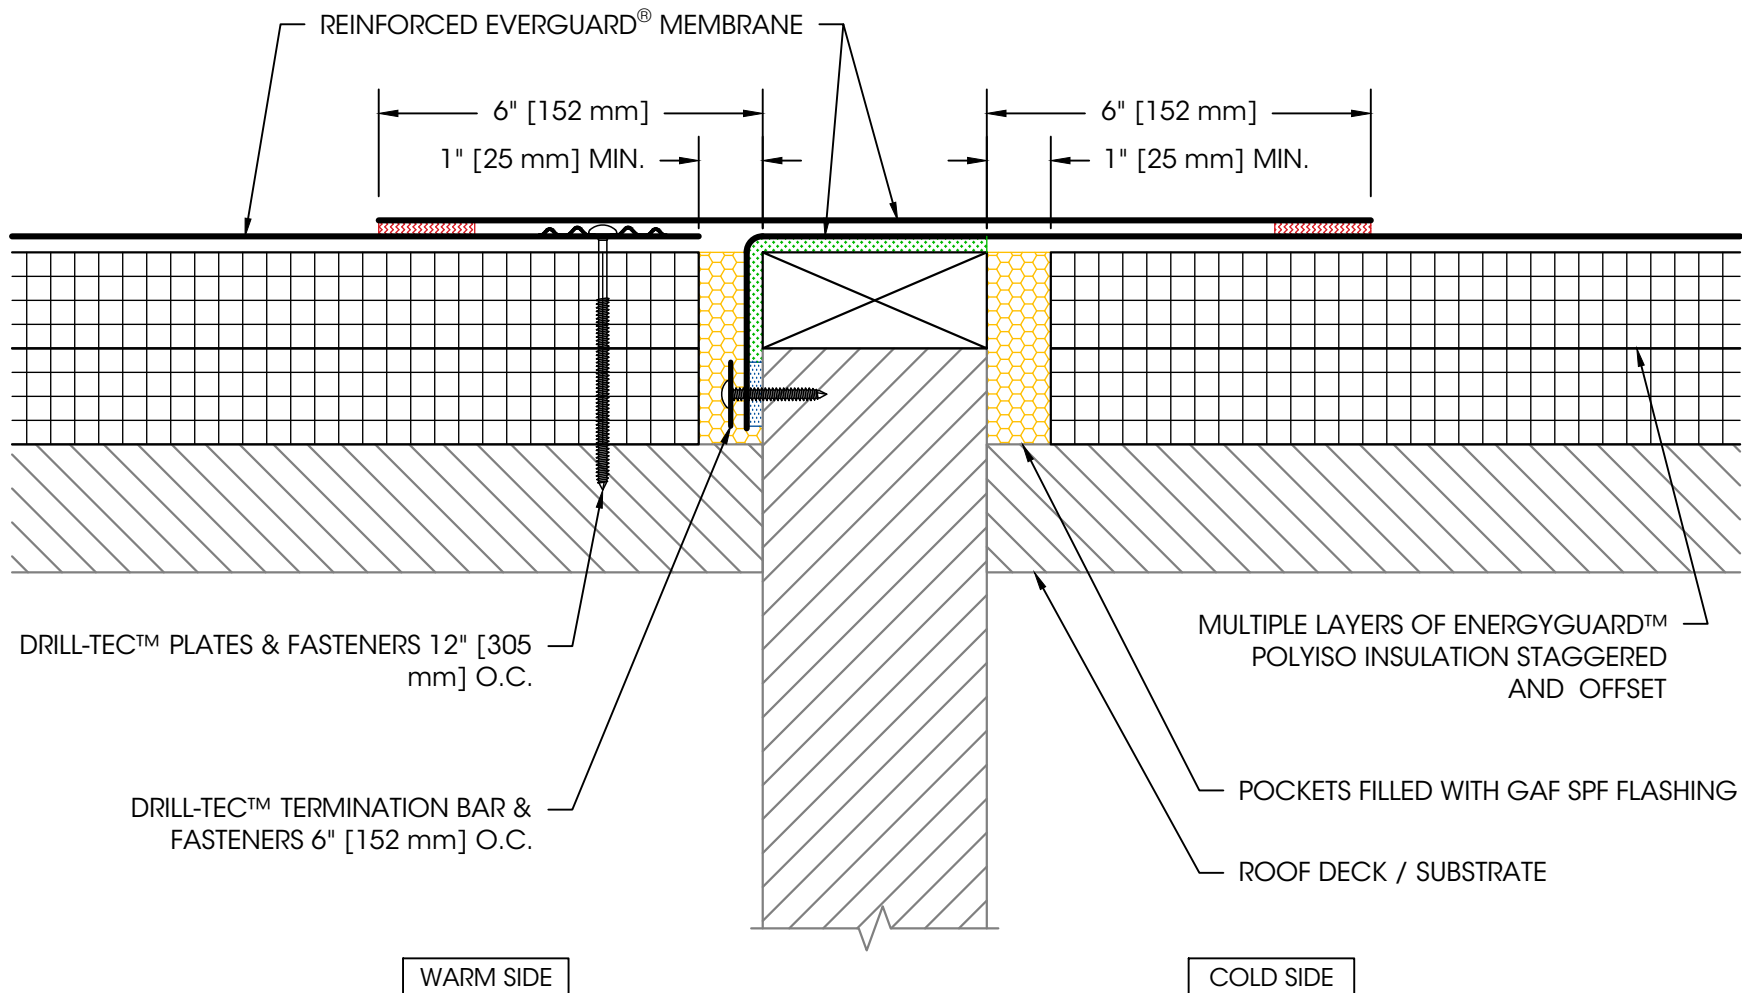 REINFORCED EVERGUARD® MEMBRANE
6" [152 mm]
6" [152 mm]
1" [25 mm] MIN.
1" [25 mm] MIN.
DRILL-TEC™ PLATES & FASTENERS 12" [305
mm] O.C.
MULTIPLE LAYERS OF ENERGYGUARD™
POLYISO INSULATION STAGGERED
AND OFFSET
DRILL-TEC™ TERMINATION BAR &
FASTENERS 6" [152 mm] O.C.
POCKETS FILLED WITH GAF SPF FLASHING
ROOF DECK / SUBSTRATE
WARM SIDE
COLD SIDE